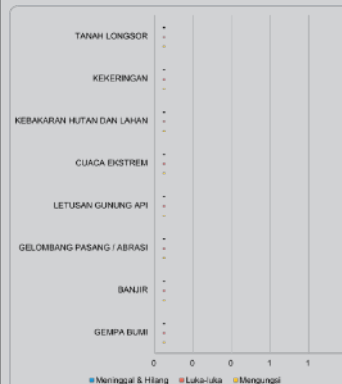 TANAH LONGSOR
KEKERINGAN
KEBAKARAN HUTAN DAN LAHAN
CUACA EKSTREM
LETUSAN GUNUNG API
GELOMBANG PASANG / ABRASI
BANJIR
GEMPA BUMI
0 0 0 1 1
Meninggal & Hilang Luka-luka Mengungsi